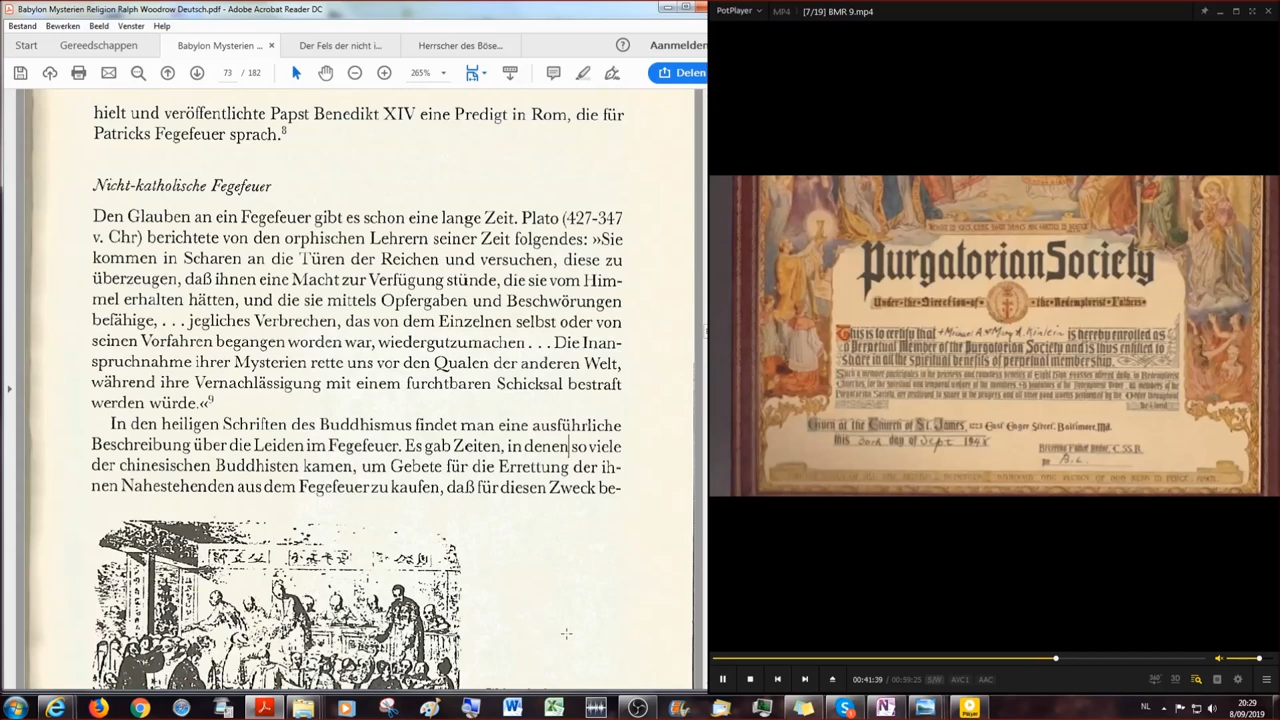 Babylon Mysterien Religion Ralph Woodrow Deutsch.pdf - Adobe Acrobat Reader DC
Bestand Bewerken Beeld Venster Help
Start Gereedschappen Babylon Mysterien ... × Der Fels der nicht i... Herrscher des Böse... Aanmelden
73 / 182 265% Delen
hielt und veröffentlichte Papst Benedikt XIV eine Predigt in Rom, die für
Patricks Fegefeuer sprach.8
Nicht-katholische Fegefeuer
Den Glauben an ein Fegefeuer gibt es schon eine lange Zeit. Plato (427-347
v. Chr) berichtete von den orphischen Lehrern seiner Zeit folgendes: »Sie
kommen in Scharen an die Türen der Reichen und versuchen, diese zu
überzeugen, daß ihnen eine Macht zur Verfügung stünde, die sie vom Him-
mel erhalten hätten, und die sie mittels Opfergaben und Beschwörungen
befähige, . . . jegliches Verbrechen, das von dem Einzelnen selbst oder von
seinen Vorfahren begangen worden war, wiedergutzumachen . . . Die Inan-
spruchnahme ihrer Mysterien rette uns vor den Qualen der anderen Welt,
während ihre Vernachlässigung mit einem furchtbaren Schicksal bestraft
werden würde.«9
In den heiligen Schriften des Buddhismus findet man eine ausführliche
Beschreibung über die Leiden im Fegefeuer. Es gab Zeiten, in denen so viele
der chinesischen Buddhisten kamen, um Gebete für die Errettung der ih-
nen Nahestehenden aus dem Fegefeuer zu kaufen, daß für diesen Zweck be-
PotPlayer MP4 [7/19] BMR 9.mp4
Purgatorian Society
Under the Direction of the Redemptorist Fathers
This is to certify that is hereby enrolled as
a Perpetual Member of the Purgatorian Society and is thus entitled to
share in all the spiritual benefits of perpetual membership.
Given at the Church of St. James, East Eager Street, Baltimore, Md.
this day of Sept 1948
C.SS.R.
00:41:39 / 00:59:25 S/W AVC1 AAC
360° 3D
NL 20:29
8/09/2019